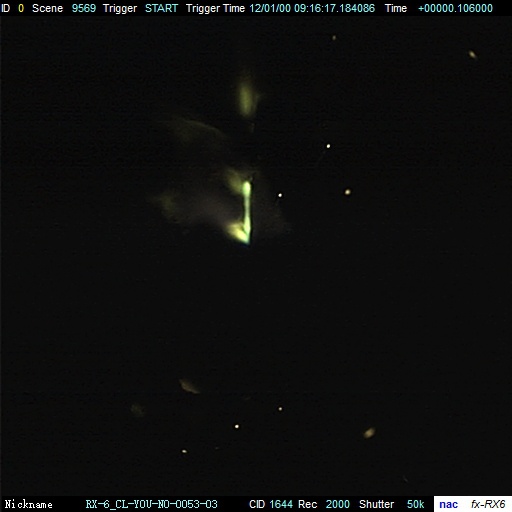 ID 0 Scene 9569 Trigger START Trigger Time 12/01/00 09:16:17.184086 Time +00000.106000
Nickname RX-6_CL-YOU-NO-0053-03 CID 1644 Rec 2000 Shutter 50k nac fx-RX6